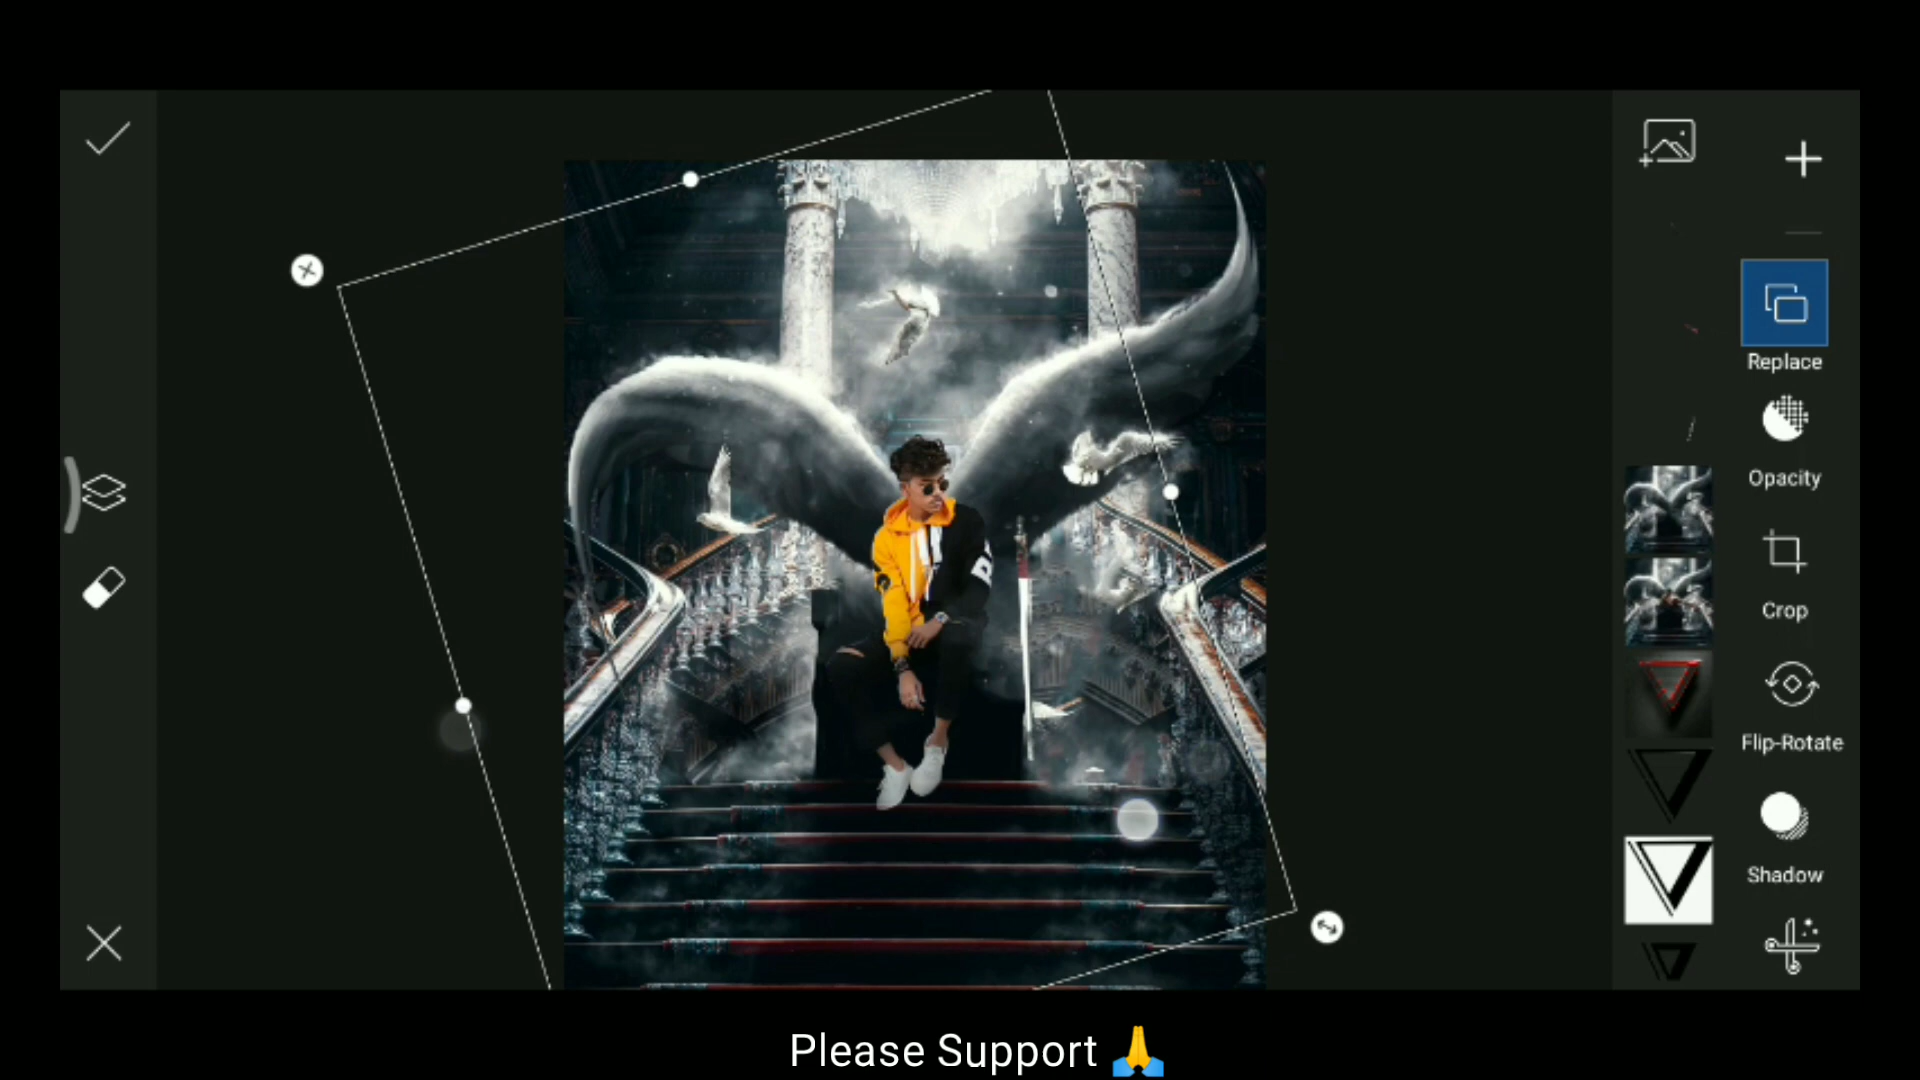 Replace
Opacity
Crop
Flip-Rotate
Shadow
Please Support 🙏